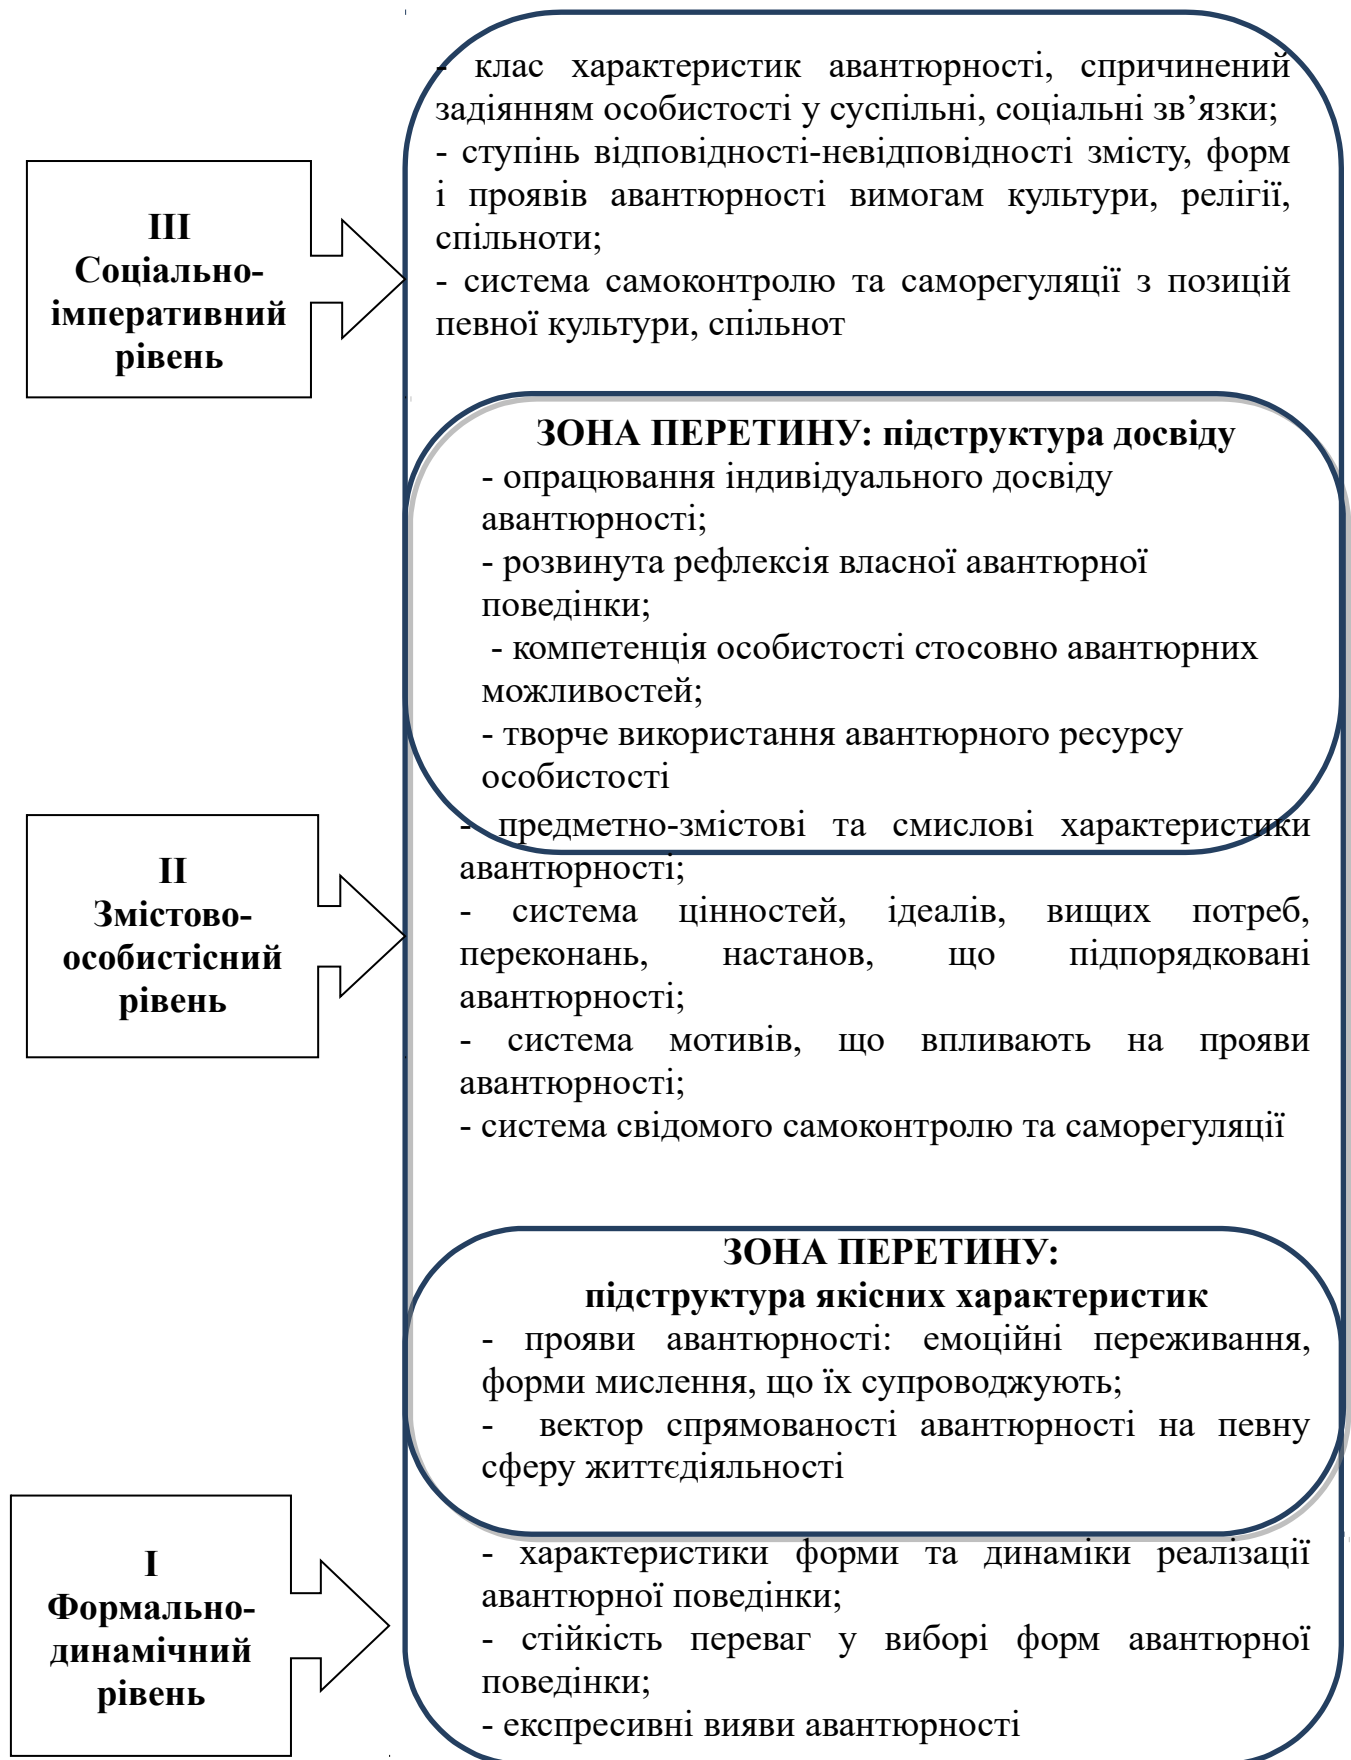 - клас характеристик авантюрності, спричинений
задіянням особистості у суспільні, соціальні зв’язки;
- ступінь відповідності-невідповідності змісту, форм
і проявів авантюрності вимогам культури, релігії,
спільноти;
- система самоконтролю та саморегуляції з позицій
певної культури, спільнот
III
Соціально-
імперативний
рівень
ЗОНА ПЕРЕТИНУ: підструктура досвіду
- опрацювання індивідуального досвіду
авантюрності;
- розвинута рефлексія власної авантюрної
поведінки;
- компетенція особистості стосовно авантюрних
можливостей;
- творче використання авантюрного ресурсу
особистості
II
Змістово-
особистісний
рівень
- предметно-змістові та смислові характеристики
авантюрності;
- система цінностей, ідеалів, вищих потреб,
переконань, настанов, що підпорядковані
авантюрності;
- система мотивів, що впливають на прояви
авантюрності;
- система свідомого самоконтролю та саморегуляції
ЗОНА ПЕРЕТИНУ:
підструктура якісних характеристик
- прояви авантюрності: емоційні переживання,
форми мислення, що їх супроводжують;
- вектор спрямованості авантюрності на певну
сферу життєдіяльності
I
Формально-
динамічний
рівень
- характеристики форми та динаміки реалізації
авантюрної поведінки;
- стійкість переваг у виборі форм авантюрної
поведінки;
- експресивні вияви авантюрності